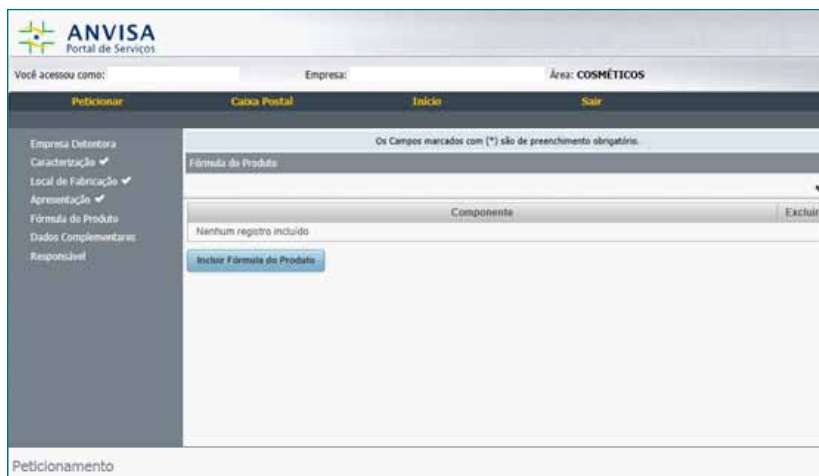 ANVISA
Portal de Serviços
Você acessou como: Empresa: Área: COSMÉTICOS
Peticionar Caixa Postal Início Sair
Os Campos marcados com (*) são de preenchimento obrigatório.
Empresa Detentora
Caracterização ✔
Local de Fabricação ✔
Apresentação ✔
Fórmula do Produto
Dados Complementares
Responsável
Fórmula do Produto
Componente Excluir
Nenhum registro incluído
Incluir Fórmula do Produto
Peticionamento